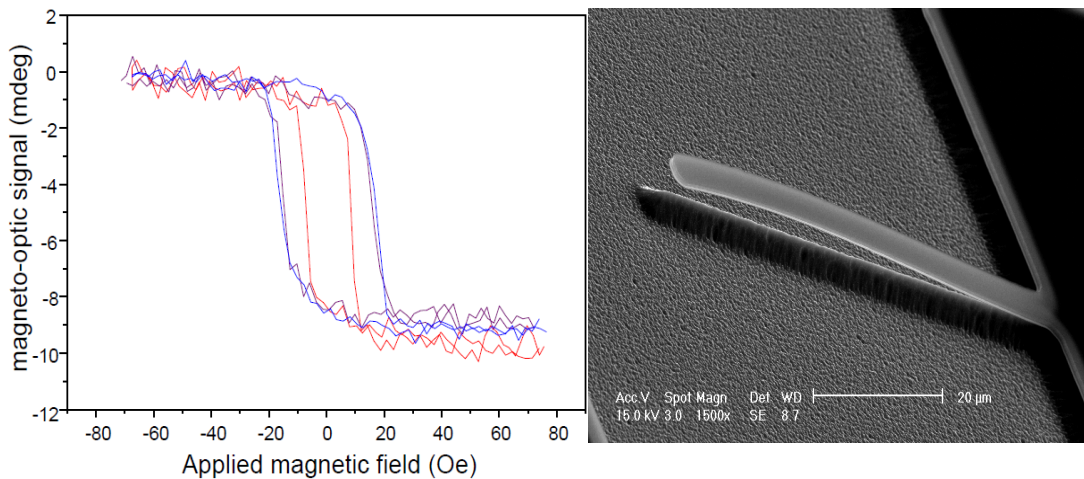 magneto-optic signal (mdeg)
2
0
-2
-4
-6
-8
-10
-12
-80 -60 -40 -20 0 20 40 60 80
Applied magnetic field (Oe)
Acc.V Spot Magn Det WD 20 µm
15.0 kV 3.0 1500x SE 8.7